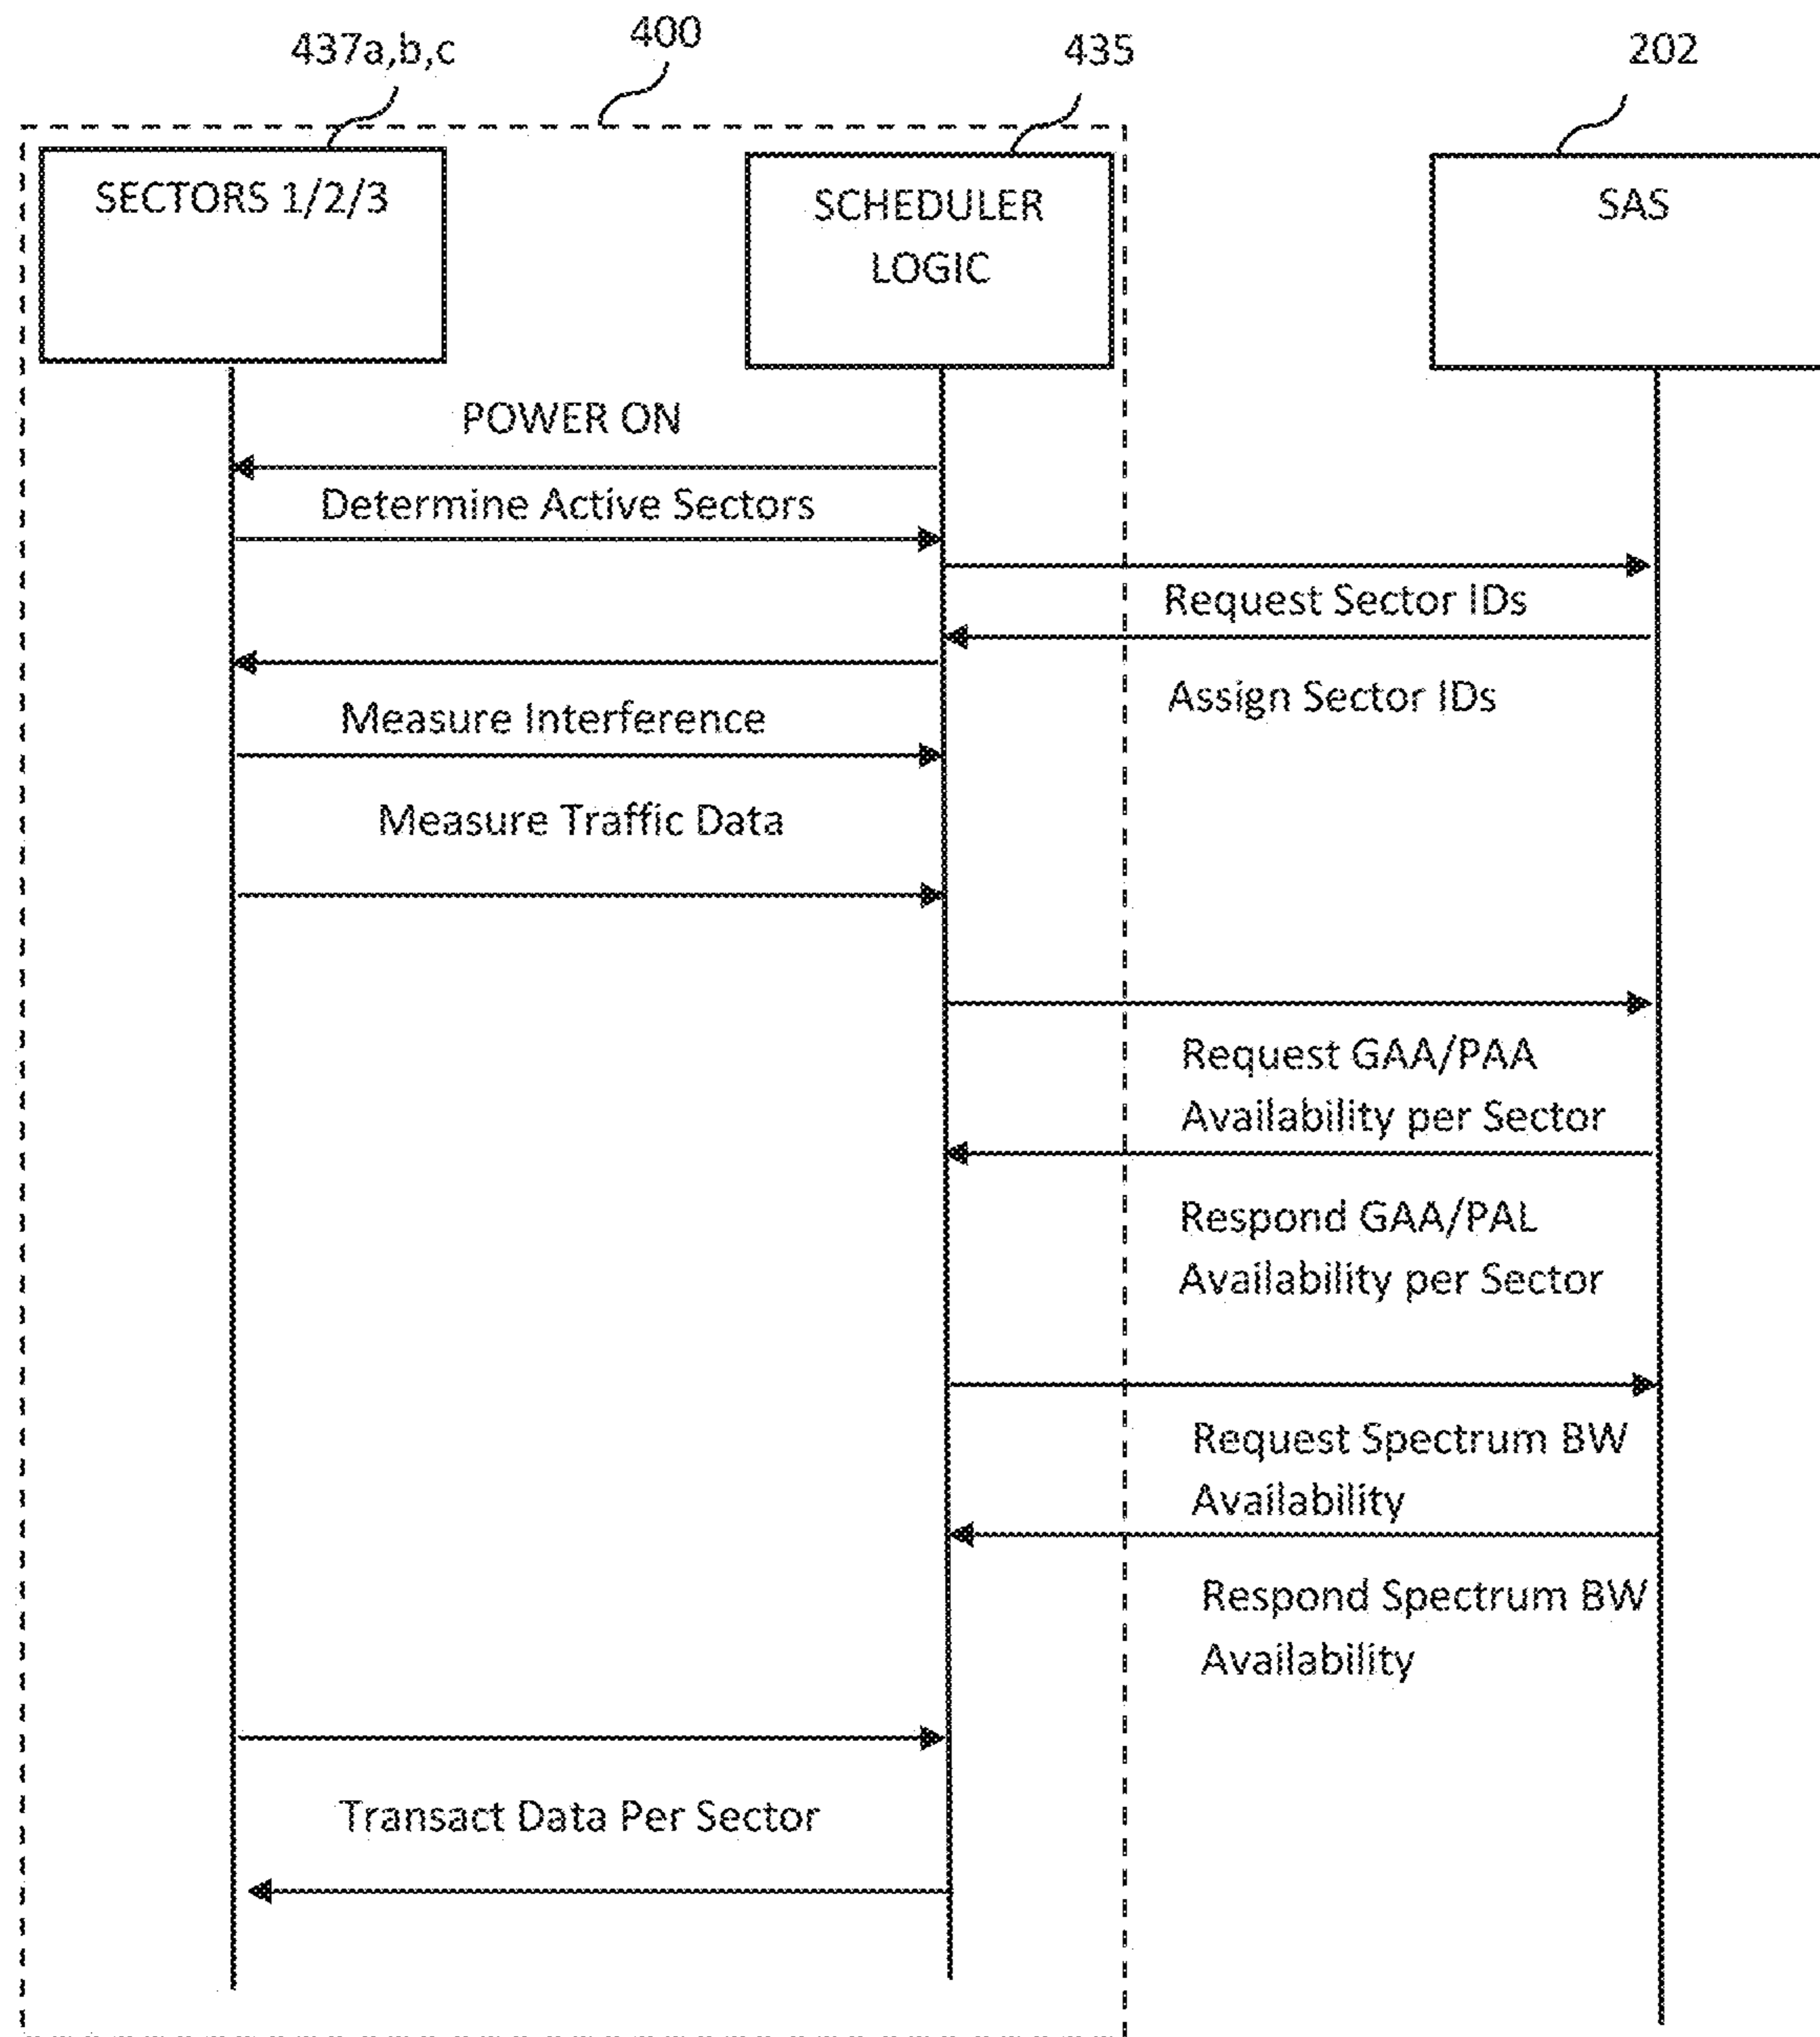 437a,b,c
400
435
202
SECTORS 1/2/3
SCHEDULER
LOGIC
SAS
POWER ON
Determine Active Sectors
Request Sector IDs
Assign Sector IDs
Measure Interference
Measure Traffic Data
Request GAA/PAA
Availability per Sector
Respond GAA/PAL
Availability per Sector
Request Spectrum BW
Availability
Respond Spectrum BW
Availability
Transact Data Per Sector